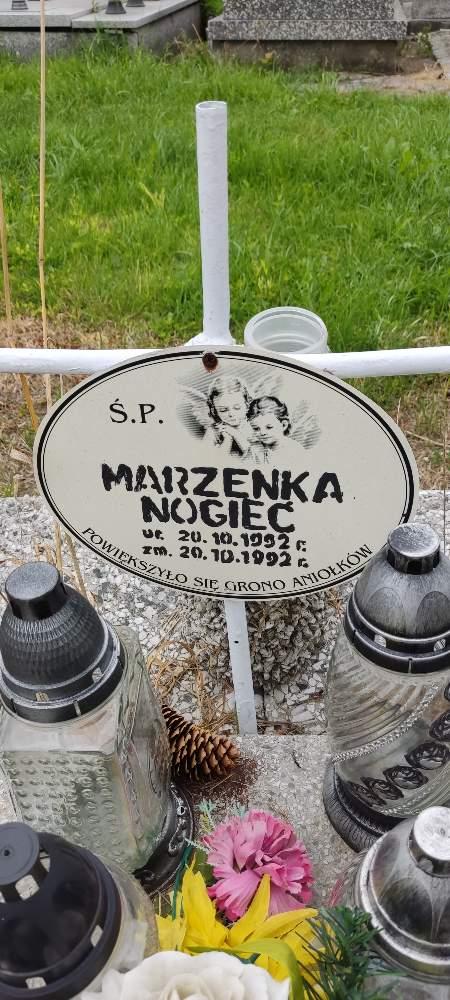 Ś.P.
MARZENKA
NOGIEĆ
ur. 20.10.1992 r.
zm. 20.10.1992 r.
POWIĘKSZYŁO SIĘ GRONO ANIOŁKÓW